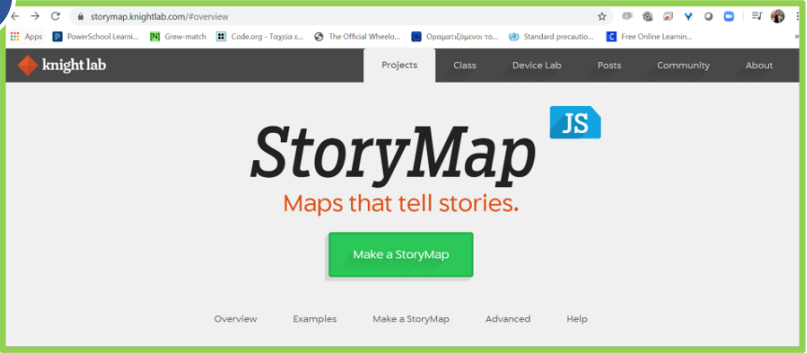 storymap.knightlab.com/#overview
Apps PowerSchool Learni... Grew-match Code.org - Ταχεία ε... The Official Wheelo... Οραματιζόμενοι το... Standard precautio... Free Online Learnin... »
knight lab Projects Class Device Lab Posts Community About
StoryMap JS
Maps that tell stories.
Make a StoryMap
Overview Examples Make a StoryMap Advanced Help